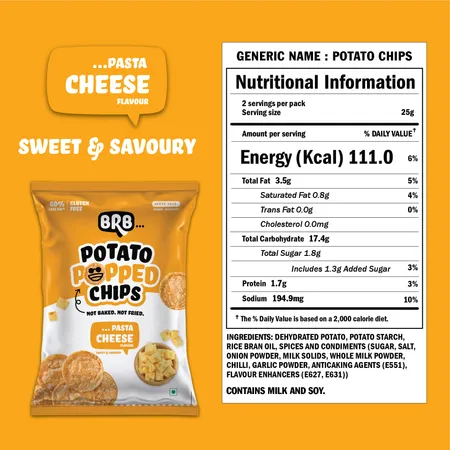 ...PASTA
CHEESE
FLAVOUR
SWEET & SAVOURY
GLUTEN
FREE
BRB...
POTATO
POPPED
CHIPS
NOT BAKED. NOT FRIED.
...PASTA
CHEESE
FLAVOUR
SWEET & SAVOURY
GENERIC NAME : POTATO CHIPS
Nutritional Information
2 servings per pack
Serving size 25g
Amount per serving % DAILY VALUE†
Energy (Kcal) 111.0 6%
Total Fat 3.5g 5%
Saturated Fat 0.8g 4%
Trans Fat 0.0g 0%
Cholesterol 0.0mg
Total Carbohydrate 17.4g
Total Sugar 1.8g
Includes 1.3g Added Sugar 3%
Protein 1.7g 3%
Sodium 194.9mg 10%
† The % Daily Value is based on a 2,000 calorie diet.
INGREDIENTS: DEHYDRATED POTATO, POTATO STARCH,
RICE BRAN OIL, SPICES AND CONDIMENTS (SUGAR, SALT,
ONION POWDER, MILK SOLIDS, WHOLE MILK POWDER,
CHILLI, GARLIC POWDER, ANTICAKING AGENTS (E551),
FLAVOUR ENHANCERS (E627, E631))
CONTAINS MILK AND SOY.